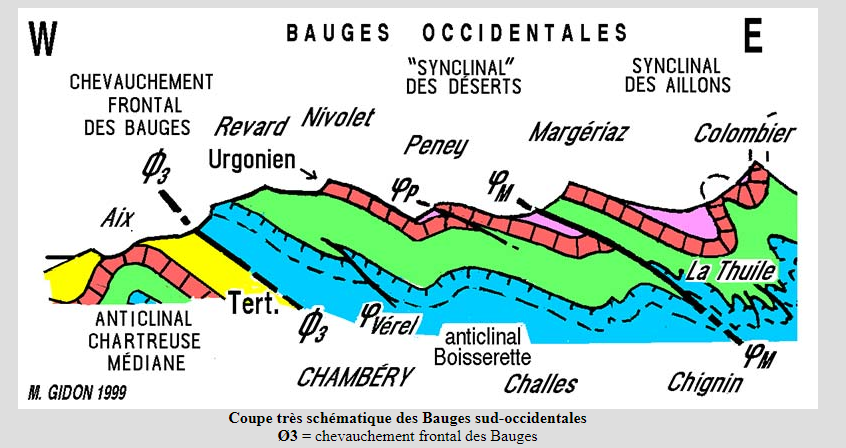 W
BAUGES OCCIDENTALES
E
CHEVAUCHEMENT
FRONTAL
DES BAUGES
"SYNCLINAL"
DES DÉSERTS
SYNCLINAL
DES AILLONS
Revard
Nivolet
Urgonien
Peney
Margériaz
Colombier
Ø3
φP
φM
Aix
La Thuile
Tert.
Ø3
φVérel
ANTICLINAL
CHARTREUSE
MÉDIANE
anticlinal
Boisserette
φM
CHAMBÉRY
Challes
Chignin
M. GIDON 1999
Coupe très schématique des Bauges sud-occidentales
Ø3 = chevauchement frontal des Bauges